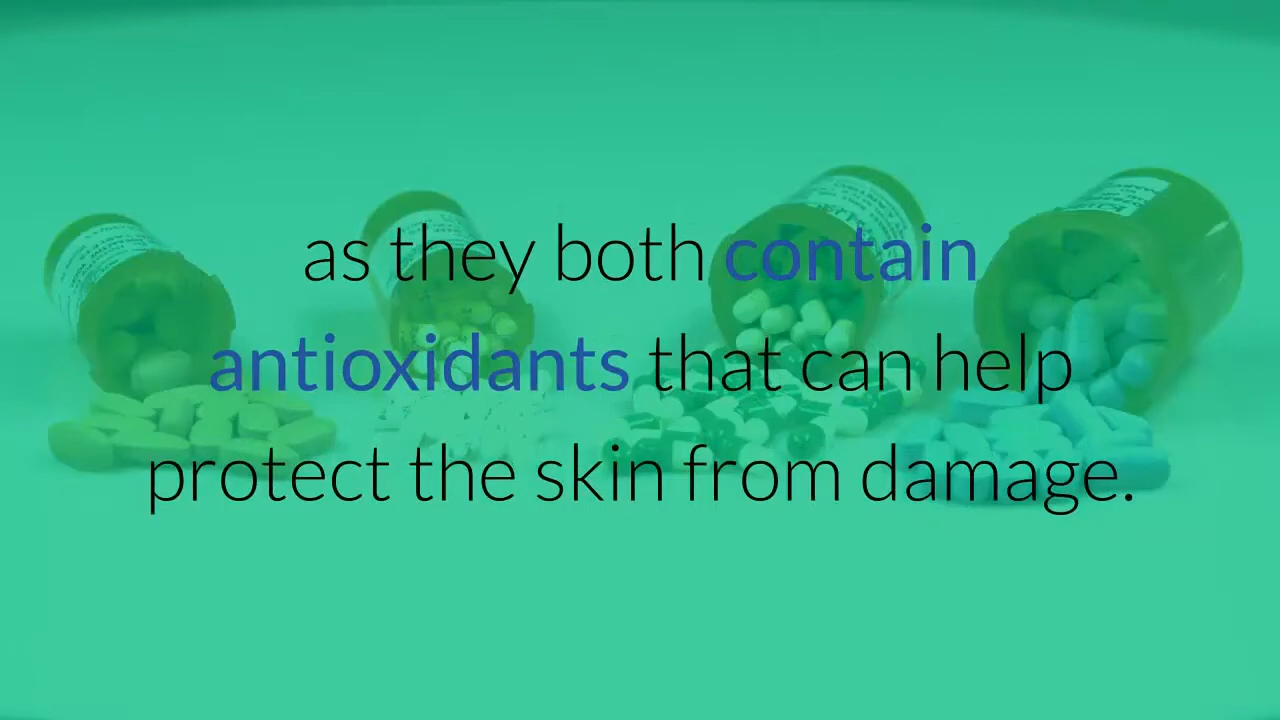 as they both contain
antioxidants that can help
protect the skin from damage.